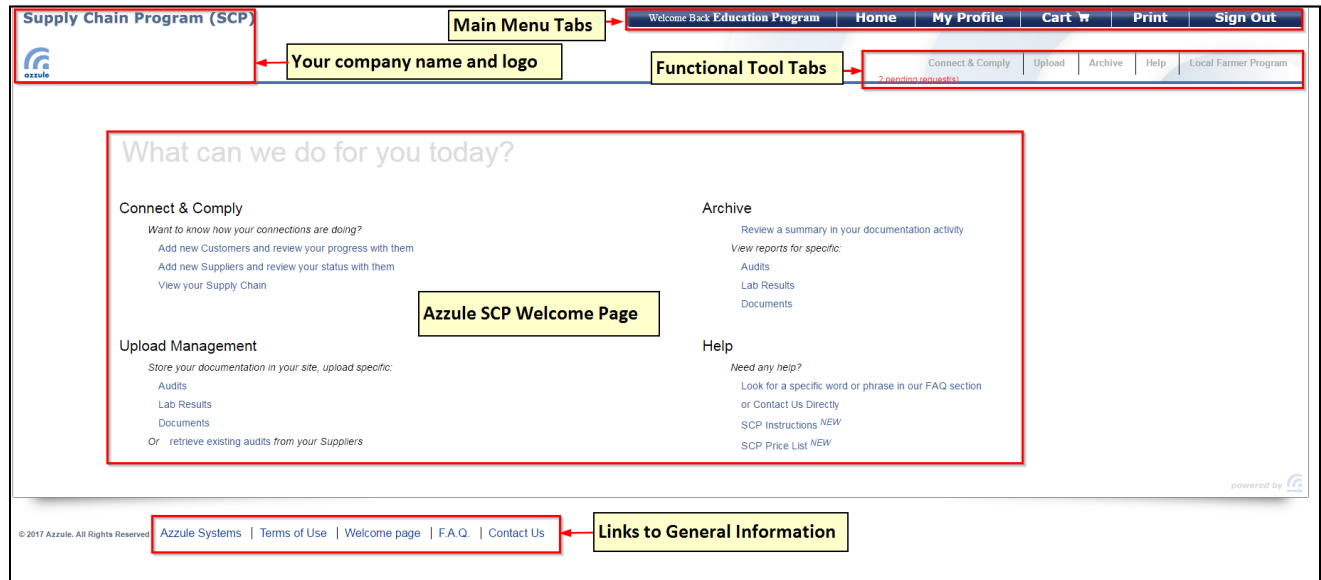 Supply Chain Program (SCP)
azzule
Your company name and logo
Main Menu Tabs
Welcome Back Education Program Home My Profile Cart Print Sign Out
Functional Tool Tabs
Connect & Comply Upload Archive Help Local Farmer Program
2 pending request(s)
What can we do for you today?
Connect & Comply
Want to know how your connections are doing?
Add new Customers and review your progress with them
Add new Suppliers and review your status with them
View your Supply Chain
Archive
Review a summary in your documentation activity
View reports for specific:
Audits
Lab Results
Documents
Azzule SCP Welcome Page
Upload Management
Store your documentation in your site, upload specific:
Audits
Lab Results
Documents
Or retrieve existing audits from your Suppliers
Help
Need any help?
Look for a specific word or phrase in our FAQ section
or Contact Us Directly
SCP Instructions NEW
SCP Price List NEW
powered by azzule
© 2017 Azzule. All Rights Reserved Azzule Systems | Terms of Use | Welcome page | F.A.Q. | Contact Us
Links to General Information